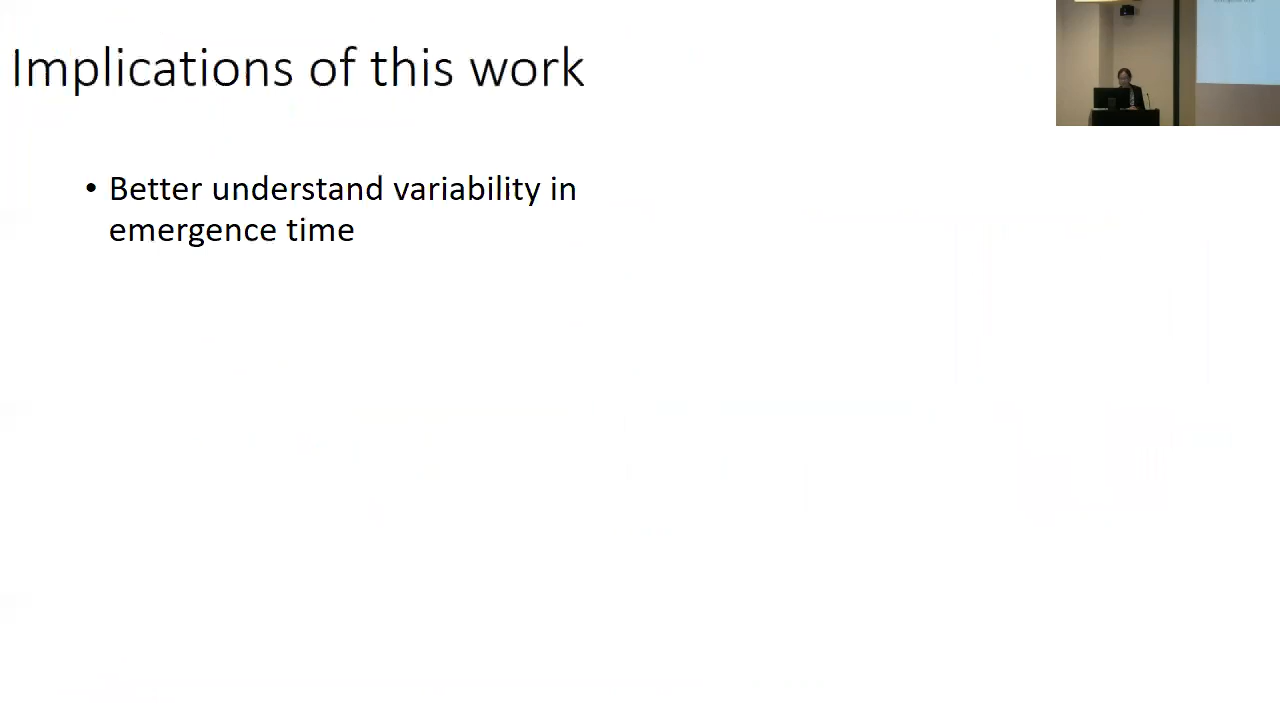 Implications of this work
• Better understand variability in
emergence time